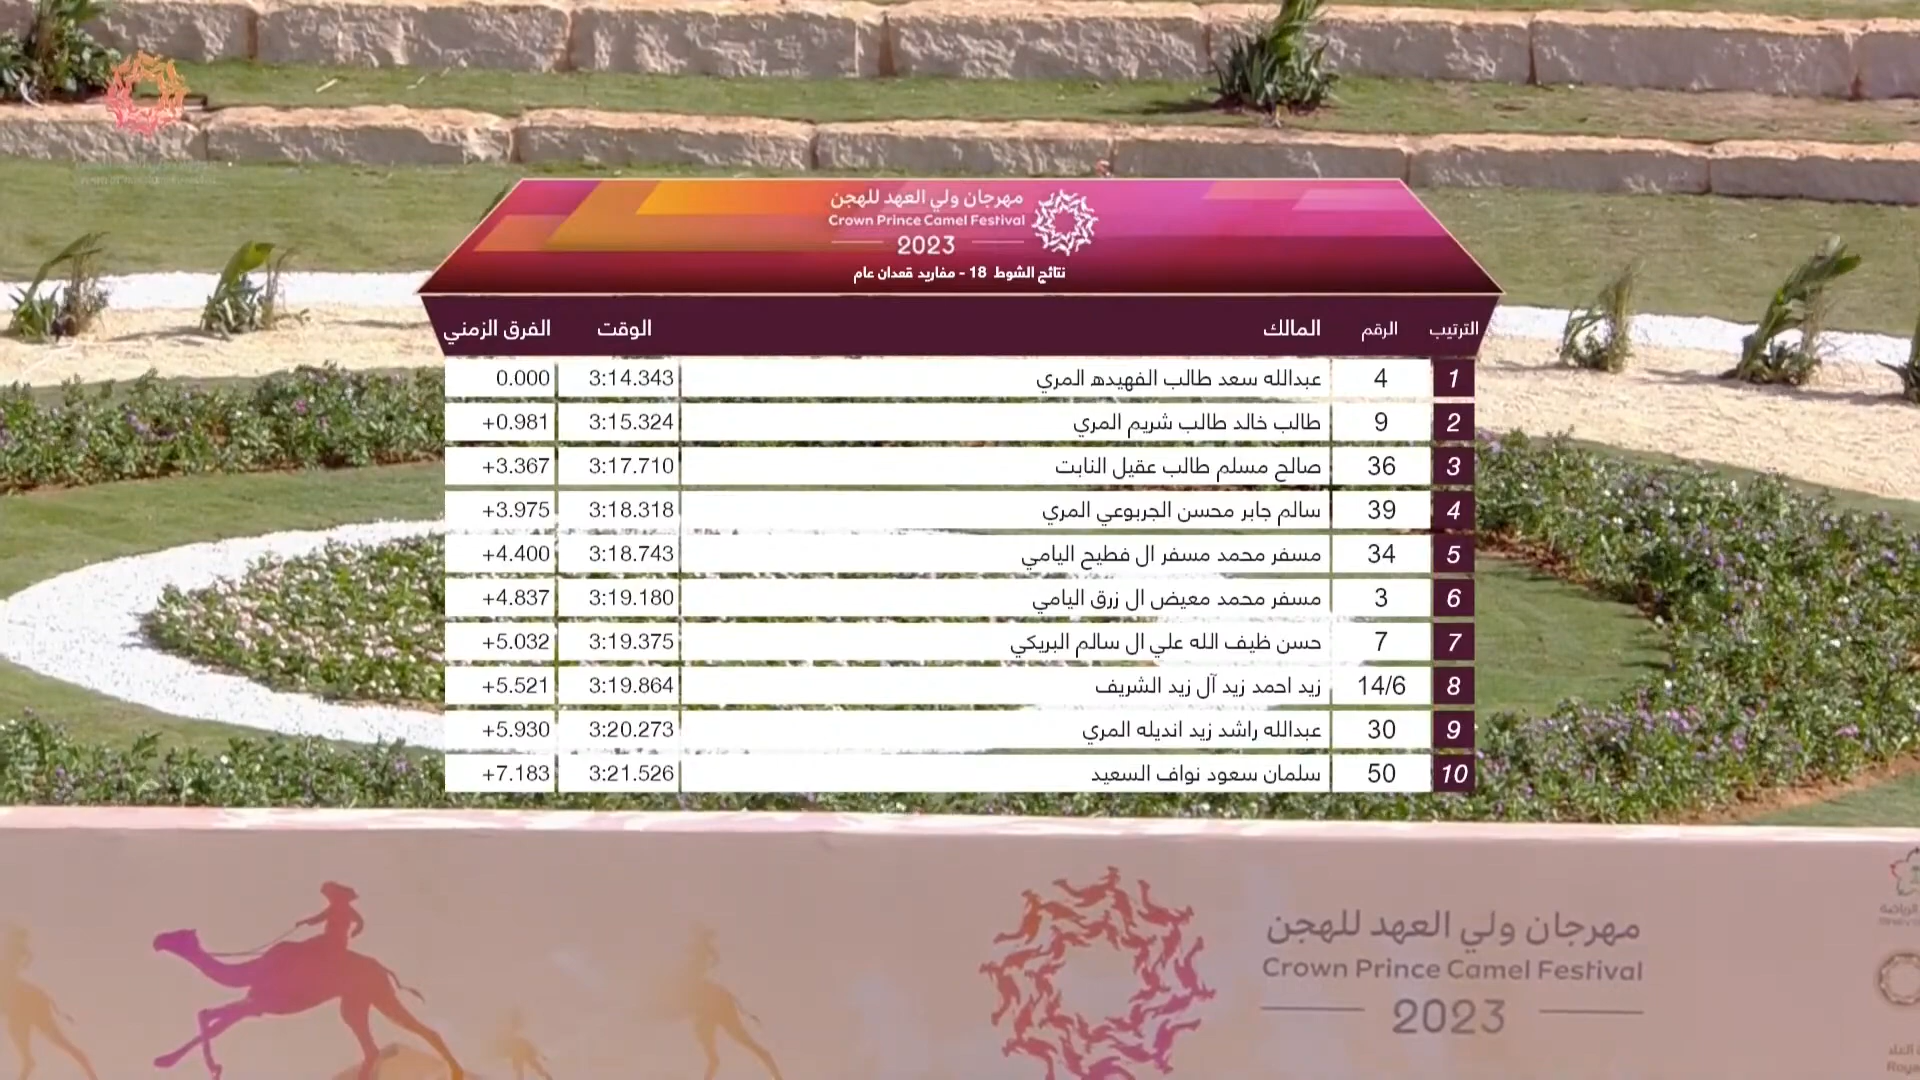 مهرجان ولي العهد للهجن
Crown Prince Camel Festival
2023
نتائج الشوط 18 - مفاريد قعدان عام
الترتيب الرقم المالك الوقت الفرق الزمني
1 4 عبدالله سعد طالب الفهيده المري 3:14.343 0.000
2 9 طالب خالد طالب شريم المري 3:15.324 +0.981
3 36 صالح مسلم طالب عقيل النابت 3:17.710 +3.367
4 39 سالم جابر محسن الجربوعي المري 3:18.318 +3.975
5 34 مسفر محمد مسفر ال فطيح اليامي 3:18.743 +4.400
6 3 مسفر محمد معيض ال زرق اليامي 3:19.180 +4.837
7 7 حسن ظيف الله علي ال سالم البريكي 3:19.375 +5.032
8 14/6 زيد احمد زيد آل زيد الشريف 3:19.864 +5.521
9 30 عبدالله راشد زيد انديله المري 3:20.273 +5.930
10 50 سلمان سعود نواف السعيد 3:21.526 +7.183
مهرجان ولي العهد للهجن
Crown Prince Camel Festival
2023